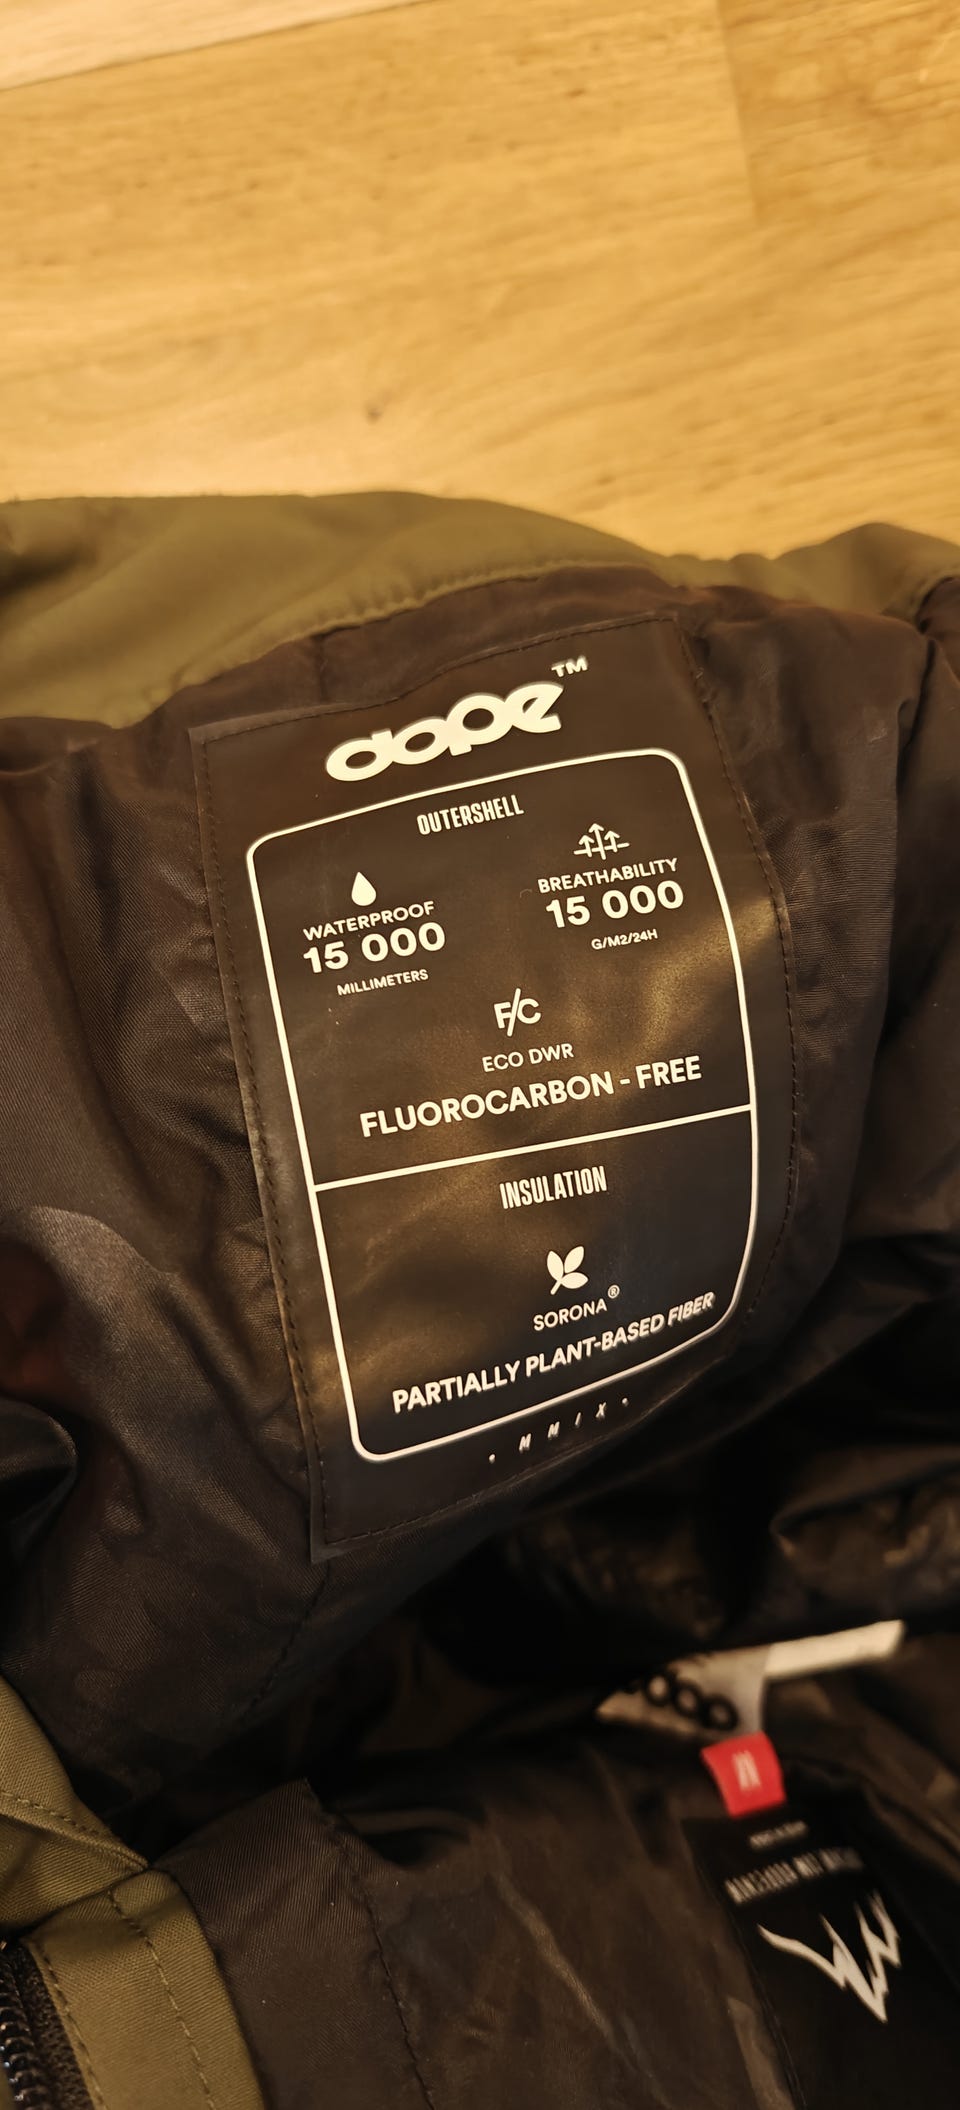 dope™
OUTERSHELL
WATERPROOF
15 000
MILLIMETERS
BREATHABILITY
15 000
G/M2/24H
F/C
ECO DWR
FLUOROCARBON - FREE
INSULATION
SORONA®
PARTIALLY PLANT-BASED FIBER
. M M I X .